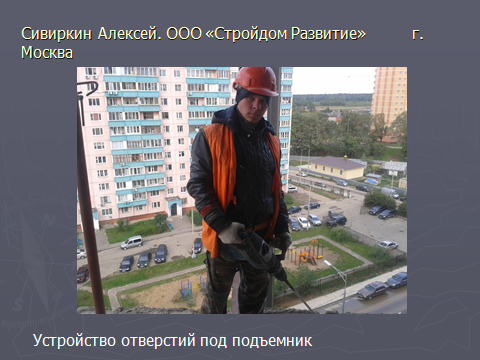 Сивиркин Алексей. ООО «Стройдом Развитие» г.
Москва
Устройство отверстий под подъемник